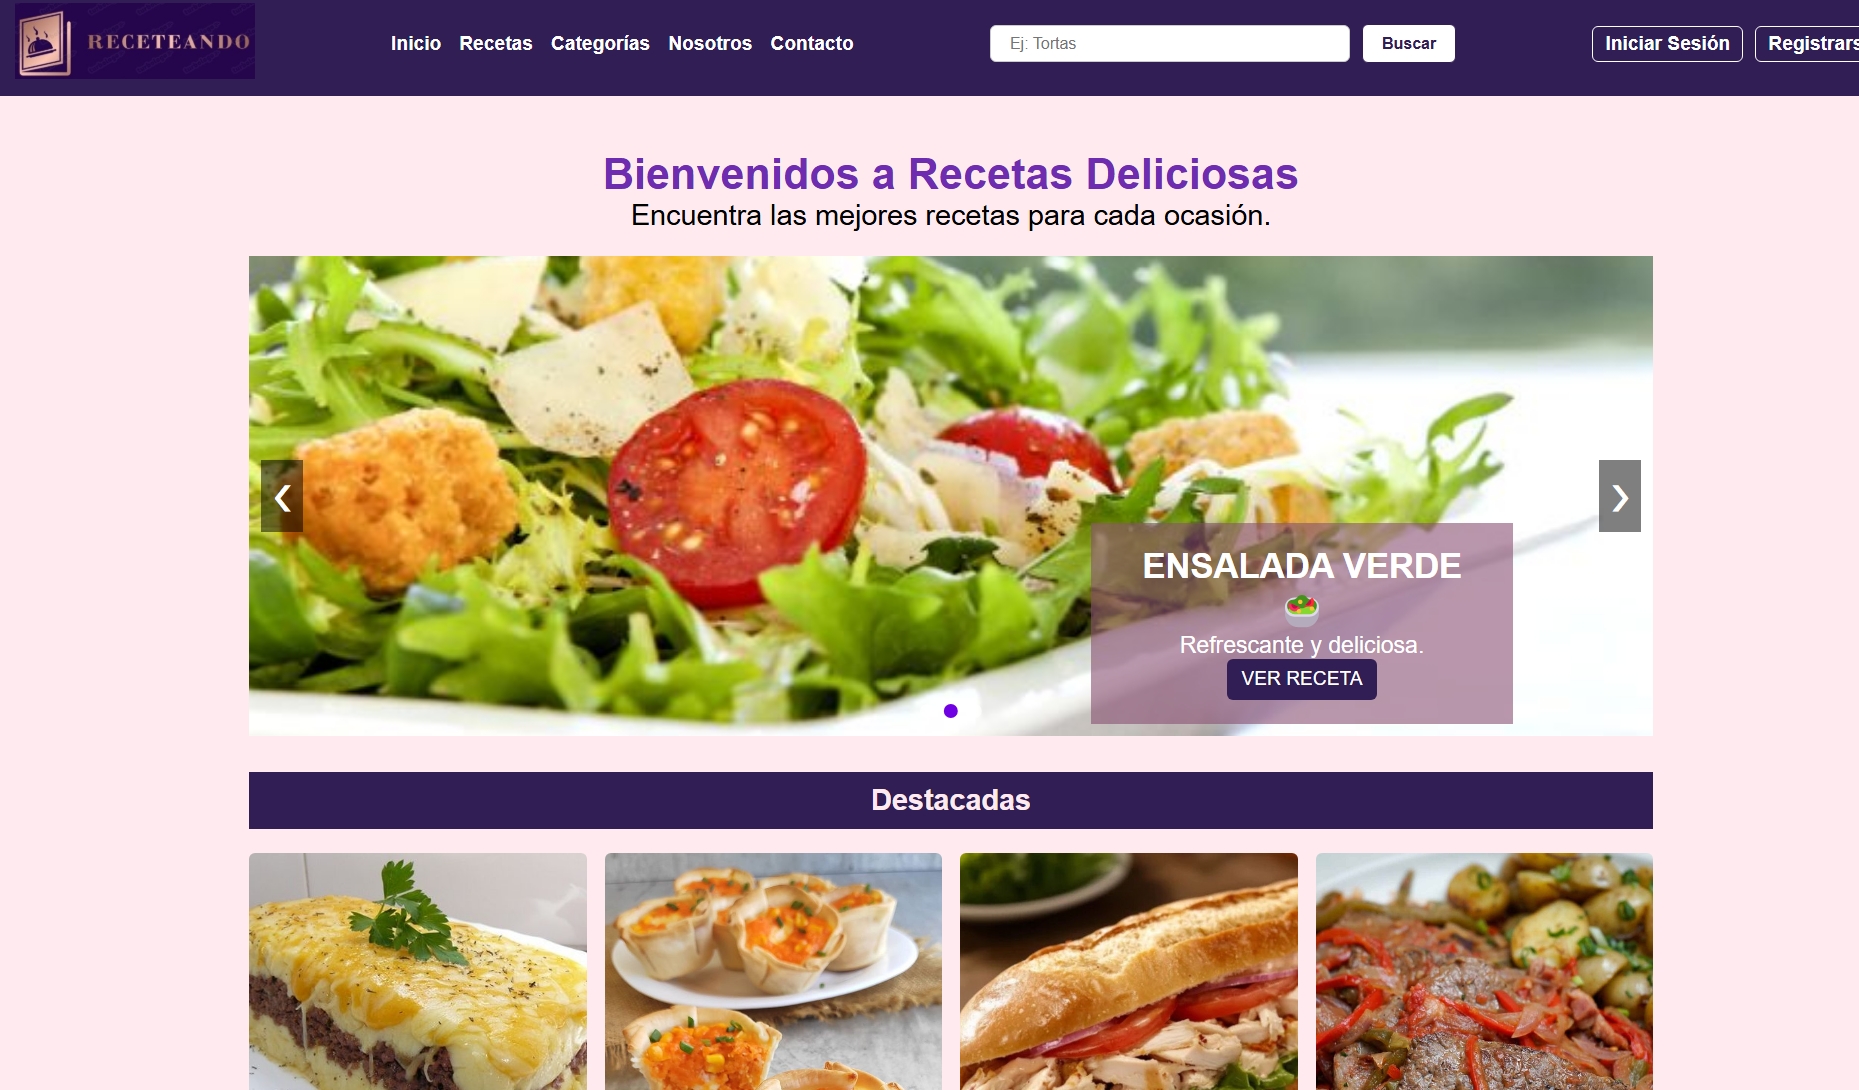 RECETEANDO
Inicio Recetas Categorías Nosotros Contacto
Ej: Tortas
Buscar
Iniciar Sesión
Registrars
Bienvenidos a Recetas Deliciosas
Encuentra las mejores recetas para cada ocasión.
❮
❯
ENSALADA VERDE
🥗
Refrescante y deliciosa.
VER RECETA
Destacadas